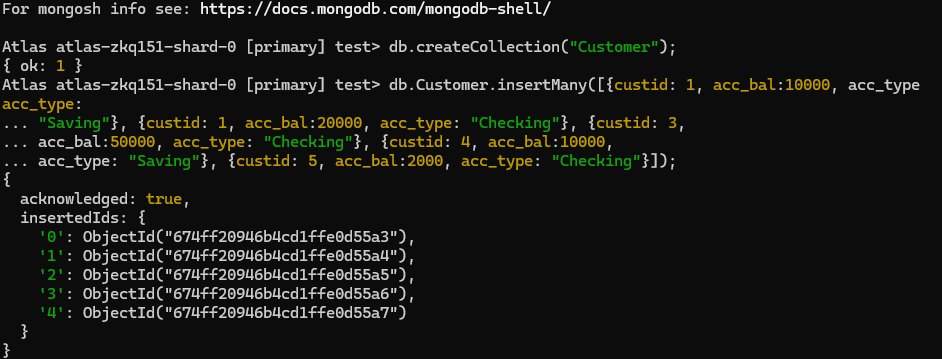 For mongosh info see: https://docs.mongodb.com/mongodb-shell/
Atlas atlas-zkq151-shard-0 [primary] test> db.createCollection("Customer");
{ ok: 1 }
Atlas atlas-zkq151-shard-0 [primary] test> db.Customer.insertMany([{custid: 1, acc_bal:10000, acc_type
acc_type:
... "Saving"}, {custid: 1, acc_bal:20000, acc_type: "Checking"}, {custid: 3,
... acc_bal:50000, acc_type: "Checking"}, {custid: 4, acc_bal:10000,
... acc_type: "Saving"}, {custid: 5, acc_bal:2000, acc_type: "Checking"}]);
{
  acknowledged: true,
  insertedIds: {
    '0': ObjectId("674ff20946b4cd1ffe0d55a3"),
    '1': ObjectId("674ff20946b4cd1ffe0d55a4"),
    '2': ObjectId("674ff20946b4cd1ffe0d55a5"),
    '3': ObjectId("674ff20946b4cd1ffe0d55a6"),
    '4': ObjectId("674ff20946b4cd1ffe0d55a7")
  }
}